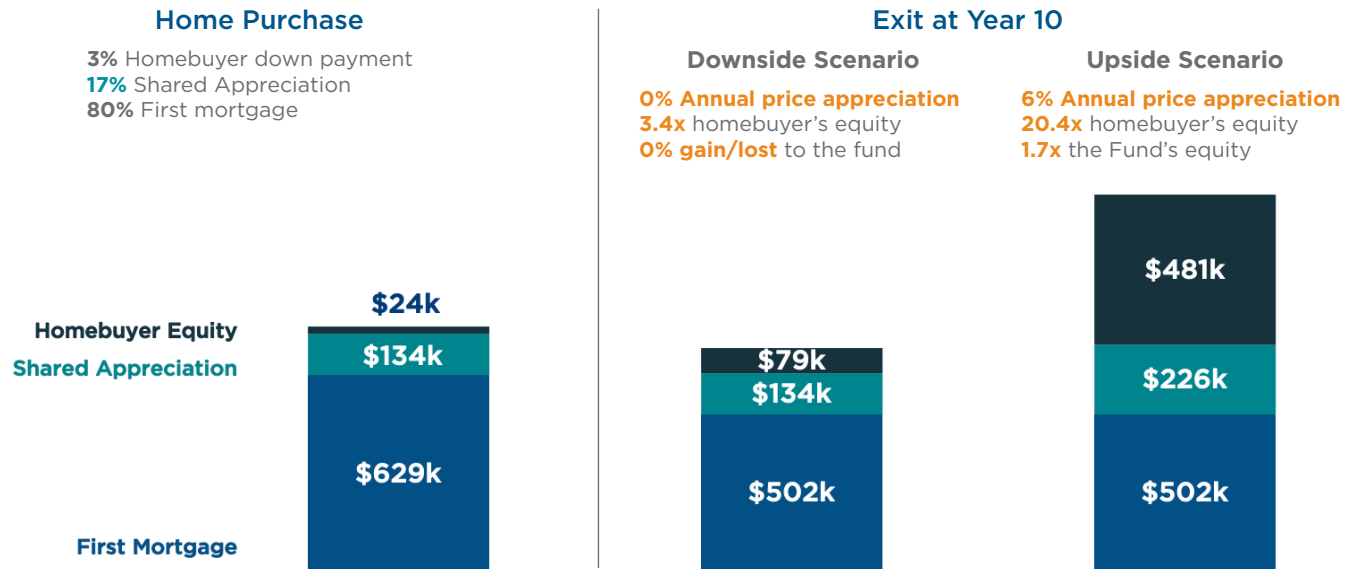 Home Purchase
3% Homebuyer down payment
17% Shared Appreciation
80% First mortgage
$24k
Homebuyer Equity
$134k
Shared Appreciation
$629k
First Mortgage
Exit at Year 10
Downside Scenario
0% Annual price appreciation
3.4x homebuyer's equity
0% gain/lost to the fund
$79k
$134k
$502k
Upside Scenario
6% Annual price appreciation
20.4x homebuyer's equity
1.7x the Fund's equity
$481k
$226k
$502k